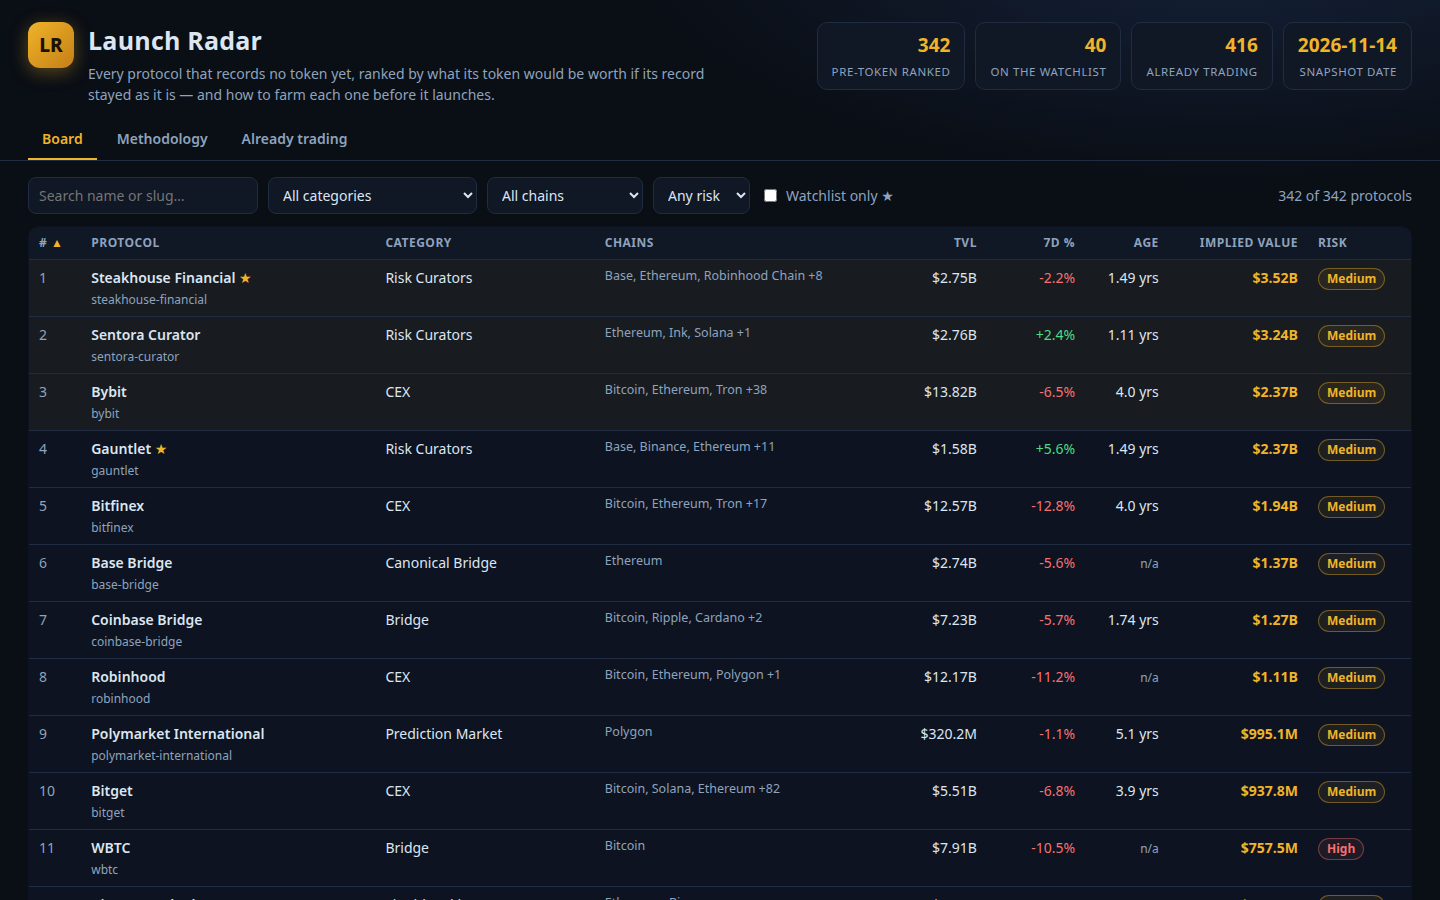 LR
Launch Radar
Every protocol that records no token yet, ranked by what its token would be worth if its record
stayed as it is — and how to farm each one before it launches.
342
PRE-TOKEN RANKED
40
ON THE WATCHLIST
416
ALREADY TRADING
2026-11-14
SNAPSHOT DATE
Board Methodology Already trading
Search name or slug... All categories All chains Any risk Watchlist only ★ 342 of 342 protocols
# ▲ PROTOCOL CATEGORY CHAINS TVL 7D % AGE IMPLIED VALUE RISK
1 Steakhouse Financial ★ Risk Curators Base, Ethereum, Robinhood Chain +8 $2.75B -2.2% 1.49 yrs $3.52B Medium
steakhouse-financial
2 Sentora Curator Risk Curators Ethereum, Ink, Solana +1 $2.76B +2.4% 1.11 yrs $3.24B Medium
sentora-curator
3 Bybit CEX Bitcoin, Ethereum, Tron +38 $13.82B -6.5% 4.0 yrs $2.37B Medium
bybit
4 Gauntlet ★ Risk Curators Base, Binance, Ethereum +11 $1.58B +5.6% 1.49 yrs $2.37B Medium
gauntlet
5 Bitfinex CEX Bitcoin, Ethereum, Tron +17 $12.57B -12.8% 4.0 yrs $1.94B Medium
bitfinex
6 Base Bridge Canonical Bridge Ethereum $2.74B -5.6% n/a $1.37B Medium
base-bridge
7 Coinbase Bridge Bridge Bitcoin, Ripple, Cardano +2 $7.23B -5.7% 1.74 yrs $1.27B Medium
coinbase-bridge
8 Robinhood CEX Bitcoin, Ethereum, Polygon +1 $12.17B -11.2% n/a $1.11B Medium
robinhood
9 Polymarket International Prediction Market Polygon $320.2M -1.1% 5.1 yrs $995.1M Medium
polymarket-international
10 Bitget CEX Bitcoin, Solana, Ethereum +82 $5.51B -6.8% 3.9 yrs $937.8M Medium
bitget
11 WBTC Bridge Bitcoin $7.91B -10.5% n/a $757.5M High
wbtc